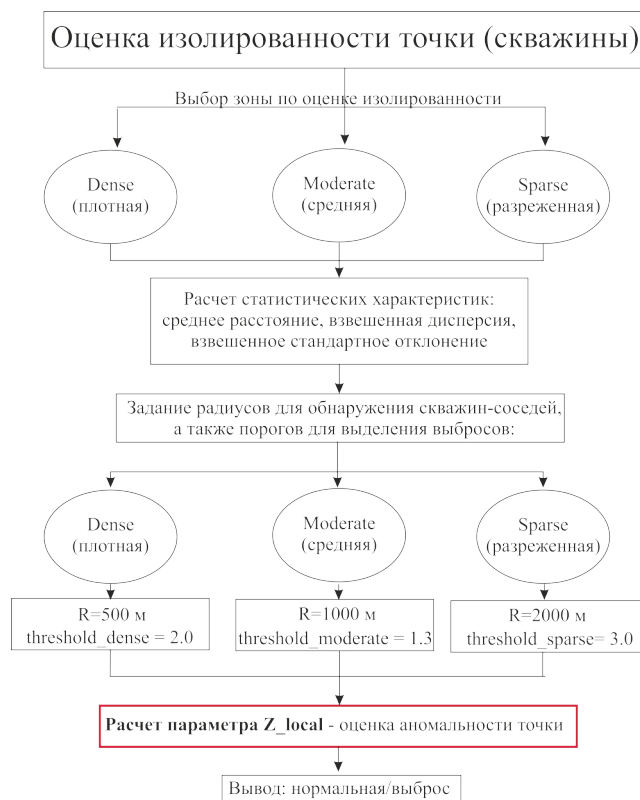 Оценка изолированности точки (скважины)
Выбор зоны по оценке изолированности
Dense
(плотная)
Moderate
(средняя)
Sparse
(разреженная)
Расчет статистических характеристик:
среднее расстояние, взвешенная дисперсия,
взвешенное стандартное отклонение
Задание радиусов для обнаружения скважин-соседей,
а также порогов для выделения выбросов:
Dense
(плотная)
Moderate
(средняя)
Sparse
(разреженная)
R=500 м
threshold_dense = 2.0
R=1000 м
threshold_moderate = 1.3
R=2000 м
threshold_sparse= 3.0
Расчет параметра Z_local - оценка аномальности точки
Вывод: нормальная/выброс